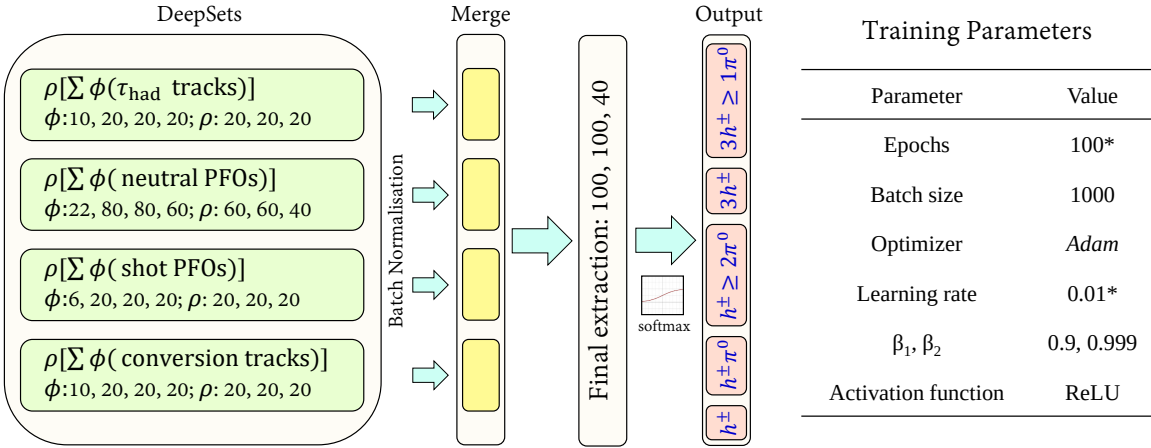 DeepSets
ρ[∑ ϕ(τhad tracks)]
ϕ:10, 20, 20, 20; ρ: 20, 20, 20
ρ[∑ ϕ( neutral PFOs)]
ϕ:22, 80, 80, 60; ρ: 60, 60, 40
ρ[∑ ϕ( shot PFOs)]
ϕ:6, 20, 20, 20; ρ: 20, 20, 20
ρ[∑ ϕ( conversion tracks)]
ϕ:10, 20, 20, 20; ρ: 20, 20, 20
Batch Normalisation
Merge
Final extraction: 100, 100, 40
softmax
Output
3h± ≥ 1π⁰
3h±
h± ≥ 2π⁰
h±π⁰
h±
Training Parameters
Parameter Value
Epochs 100*
Batch size 1000
Optimizer Adam
Learning rate 0.01*
β₁, β₂ 0.9, 0.999
Activation function ReLU